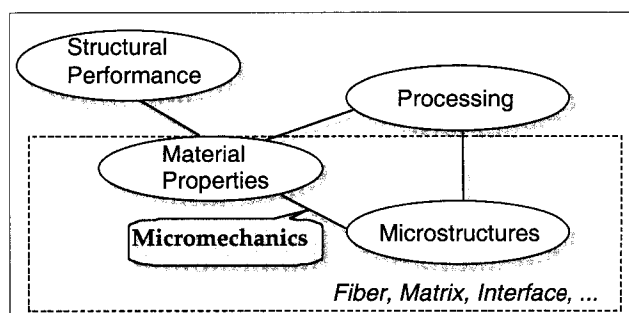 Structural
Performance
Processing
Material
Properties
Micromechanics
Microstructures
Fiber, Matrix, Interface, ...